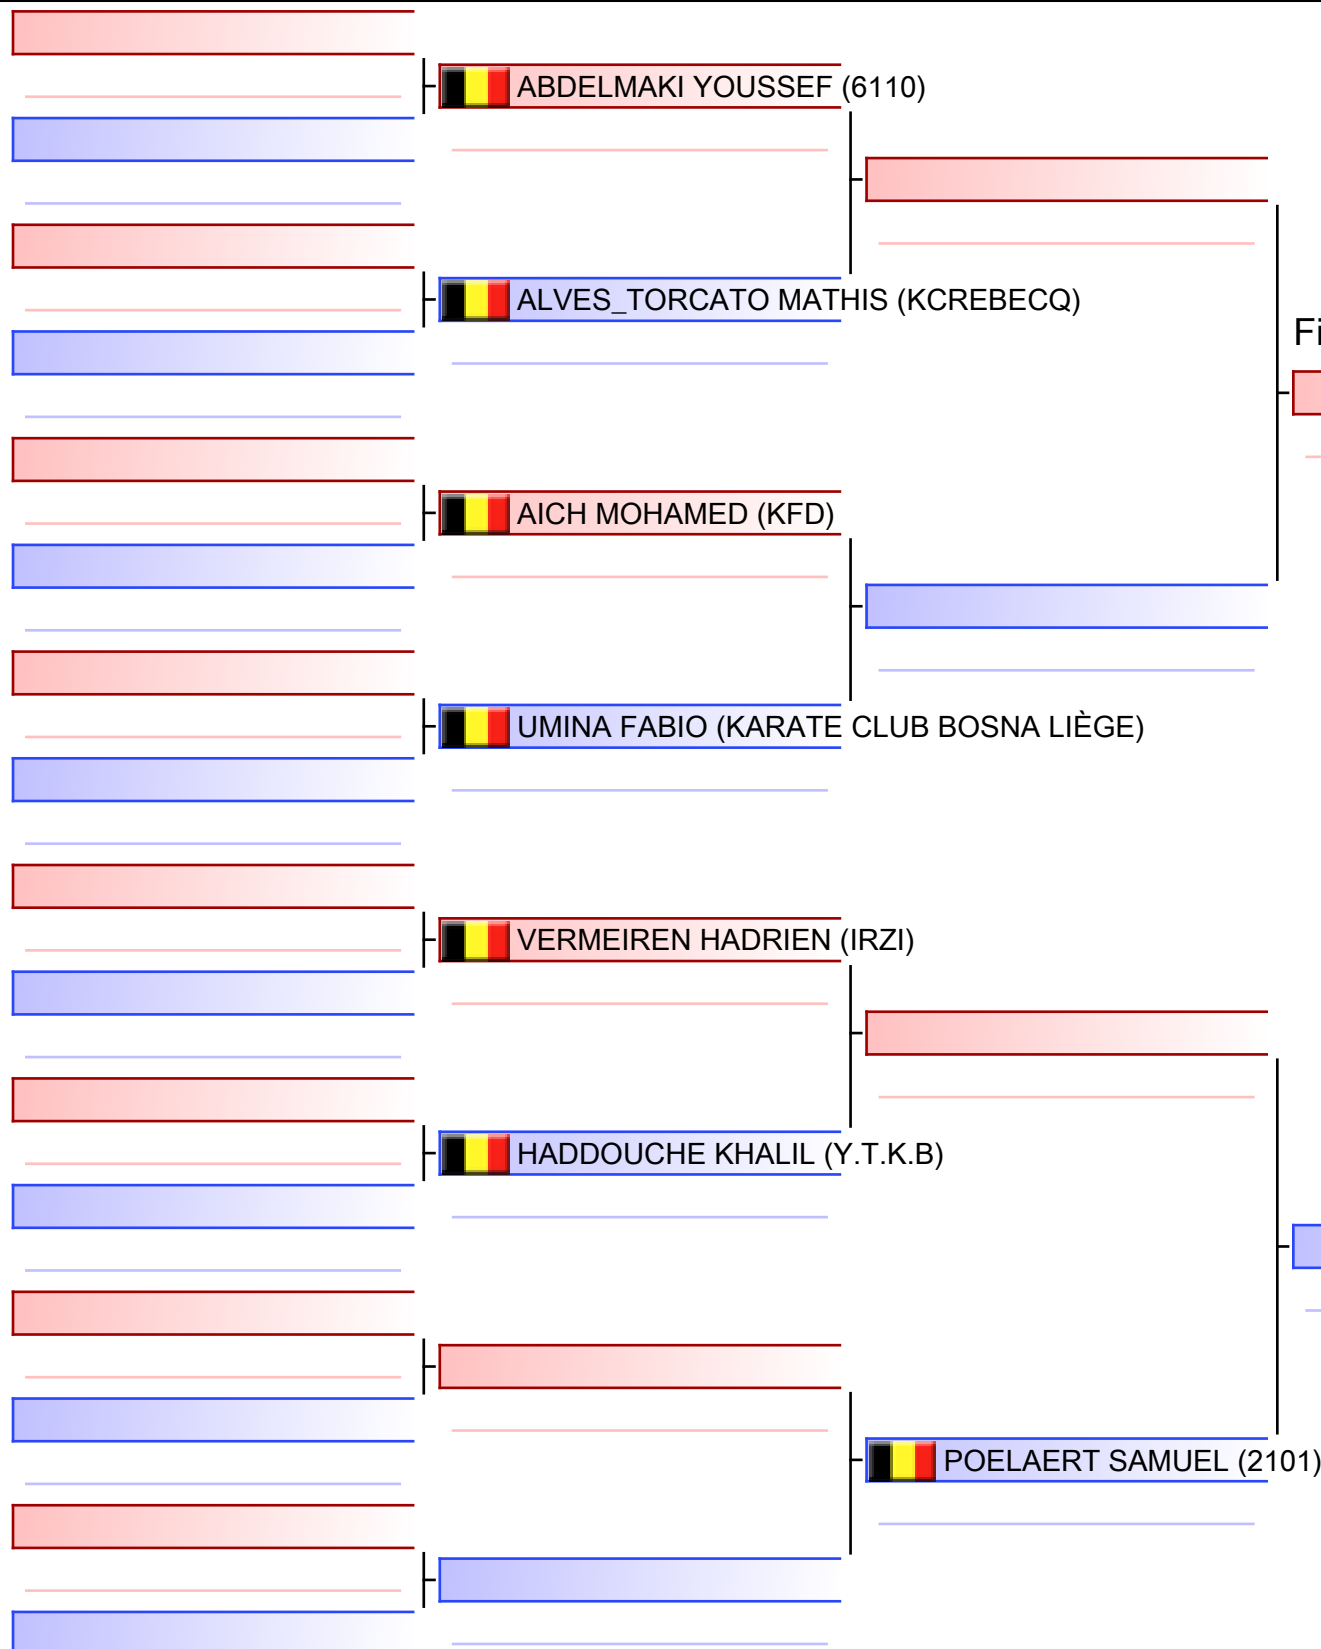 ABDELMAKI YOUSSEF (6110)
ALVES_TORCATO MATHIS (KCREBECQ)
Fi
AICH MOHAMED (KFD)
UMINA FABIO (KARATE CLUB BOSNA LIÈGE)
VERMEIREN HADRIEN (IRZI)
HADDOUCHE KHALIL (Y.T.K.B)
POELAERT SAMUEL (2101)